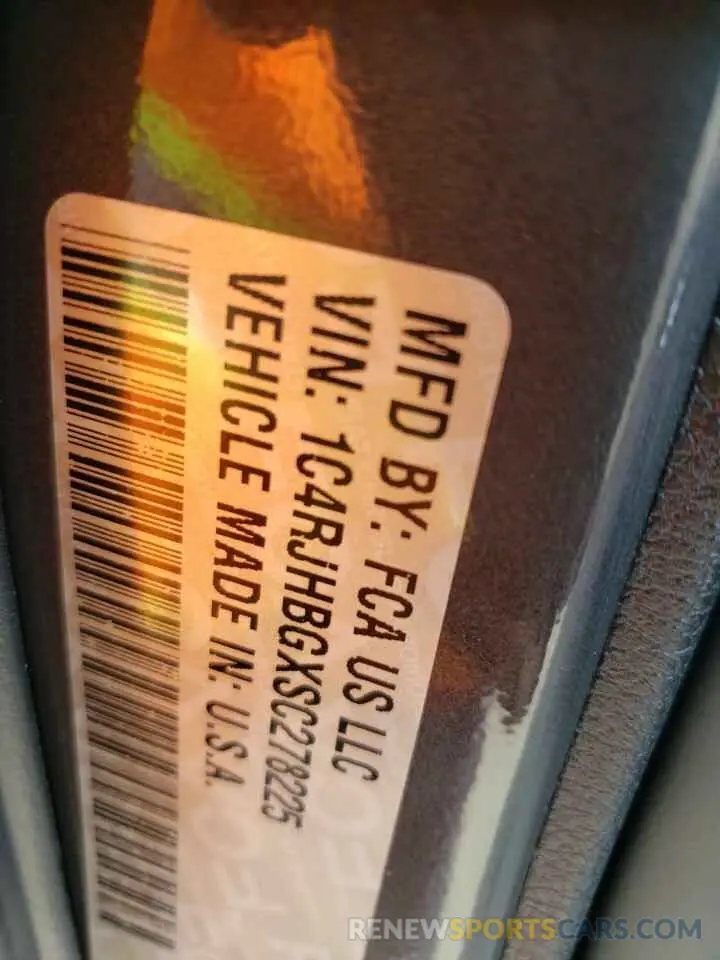 MFD BY: FCA US LLC
VIN: 1C4RJHBGXSC278225
VEHICLE MADE IN: U.S.A.
RENEWSPORTSCARS.COM